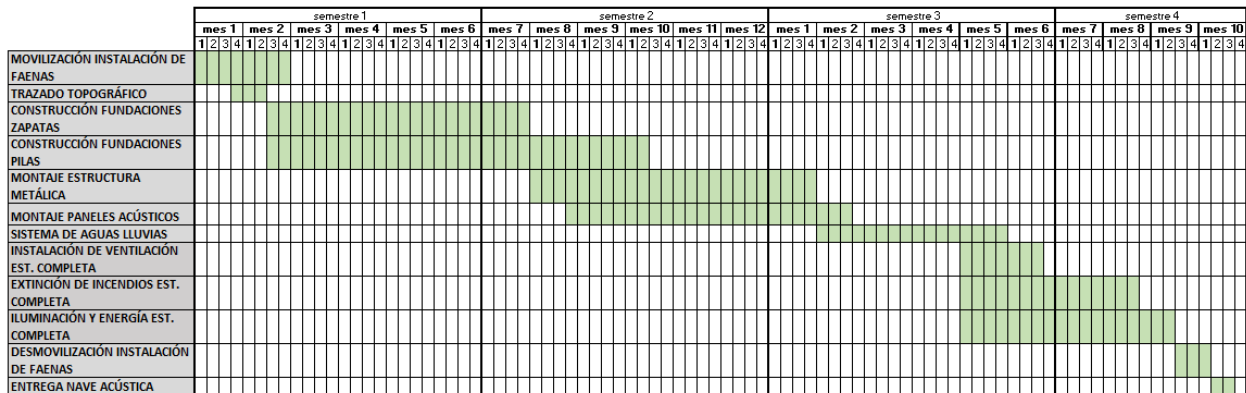 semestre 1 semestre 2 semestre 3 semestre 4
mes 1 mes 2 mes 3 mes 4 mes 5 mes 6 mes 7 mes 8 mes 9 mes 10 mes 11 mes 12 mes 1 mes 2 mes 3 mes 4 mes 5 mes 6 mes 7 mes 8 mes 9 mes 10
1 2 3 4 1 2 3 4 1 2 3 4 1 2 3 4 1 2 3 4 1 2 3 4 1 2 3 4 1 2 3 4 1 2 3 4 1 2 3 4 1 2 3 4 1 2 3 4 1 2 3 4 1 2 3 4 1 2 3 4 1 2 3 4 1 2 3 4 1 2 3 4 1 2 3 4 1 2 3 4 1 2 3 4 1 2 3 4
MOVILIZACIÓN INSTALACIÓN DE
FAENAS
TRAZADO TOPOGRÁFICO
CONSTRUCCIÓN FUNDACIONES
ZAPATAS
CONSTRUCCIÓN FUNDACIONES
PILAS
MONTAJE ESTRUCTURA
METÁLICA
MONTAJE PANELES ACÚSTICOS
SISTEMA DE AGUAS LLUVIAS
INSTALACIÓN DE VENTILACIÓN
EST. COMPLETA
EXTINCIÓN DE INCENDIOS EST.
COMPLETA
ILUMINACIÓN Y ENERGÍA EST.
COMPLETA
DESMOVILIZACIÓN INSTALACIÓN
DE FAENAS
ENTREGA NAVE ACÚSTICA